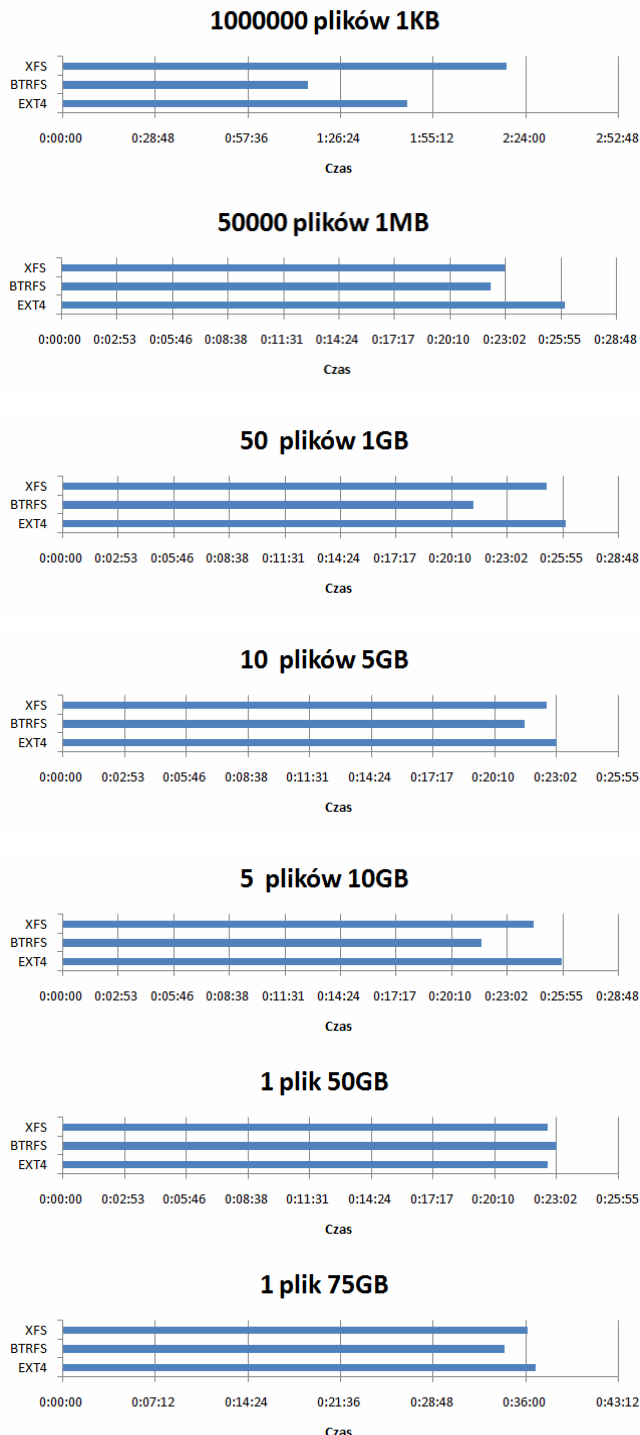 1000000 plików 1KB
XFS
BTRFS
EXT4
0:00:00 0:28:48 0:57:36 1:26:24 1:55:12 2:24:00 2:52:48
Czas
50000 plików 1MB
XFS
BTRFS
EXT4
0:00:00 0:02:53 0:05:46 0:08:38 0:11:31 0:14:24 0:17:17 0:20:10 0:23:02 0:25:55 0:28:48
Czas
50 plików 1GB
XFS
BTRFS
EXT4
0:00:00 0:02:53 0:05:46 0:08:38 0:11:31 0:14:24 0:17:17 0:20:10 0:23:02 0:25:55 0:28:48
Czas
10 plików 5GB
XFS
BTRFS
EXT4
0:00:00 0:02:53 0:05:46 0:08:38 0:11:31 0:14:24 0:17:17 0:20:10 0:23:02 0:25:55
Czas
5 plików 10GB
XFS
BTRFS
EXT4
0:00:00 0:02:53 0:05:46 0:08:38 0:11:31 0:14:24 0:17:17 0:20:10 0:23:02 0:25:55 0:28:48
Czas
1 plik 50GB
XFS
BTRFS
EXT4
0:00:00 0:02:53 0:05:46 0:08:38 0:11:31 0:14:24 0:17:17 0:20:10 0:23:02 0:25:55
Czas
1 plik 75GB
XFS
BTRFS
EXT4
0:00:00 0:07:12 0:14:24 0:21:36 0:28:48 0:36:00 0:43:12
Czas